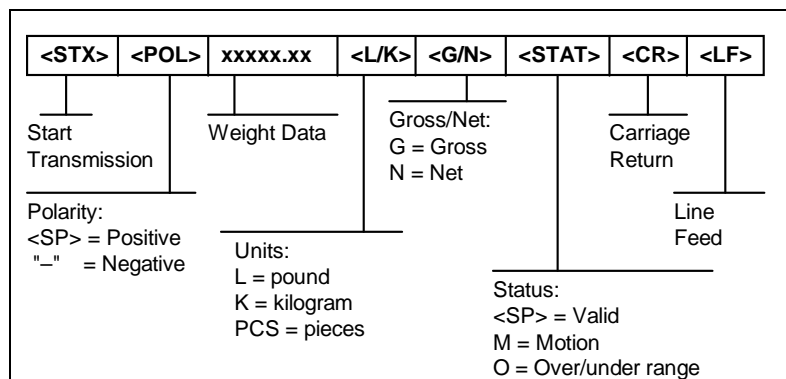 <STX> <POL> xxxxx.xx <L/K> <G/N> <STAT> <CR> <LF>
Start
Transmission
Weight Data
Gross/Net:
G = Gross
N = Net
Carriage
Return
Polarity:
<SP> = Positive
"–" = Negative
Units:
L = pound
K = kilogram
PCS = pieces
Line
Feed
Status:
<SP> = Valid
M = Motion
O = Over/under range